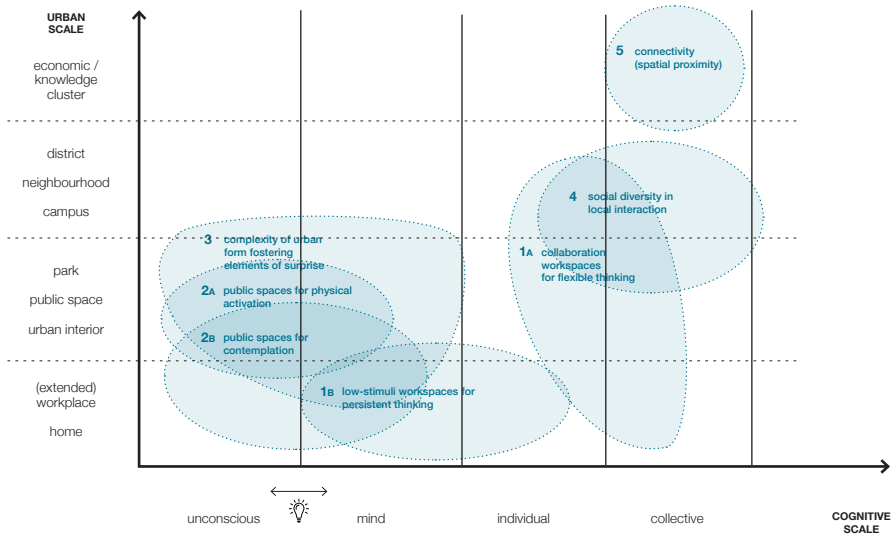 URBAN
SCALE
economic /
knowledge
cluster
district
neighbourhood
campus
park
public space
urban interior
(extended)
workplace
home
5 connectivity
(spatial proximity)
4 social diversity in
local interaction
3 complexity of urban
form fostering
elements of surprise
1A collaboration
workspaces
for flexible thinking
2A public spaces for physical
activation
2B public spaces for
contemplation
1B low-stimuli workspaces for
persistent thinking
unconscious
mind
individual
collective
COGNITIVE
SCALE